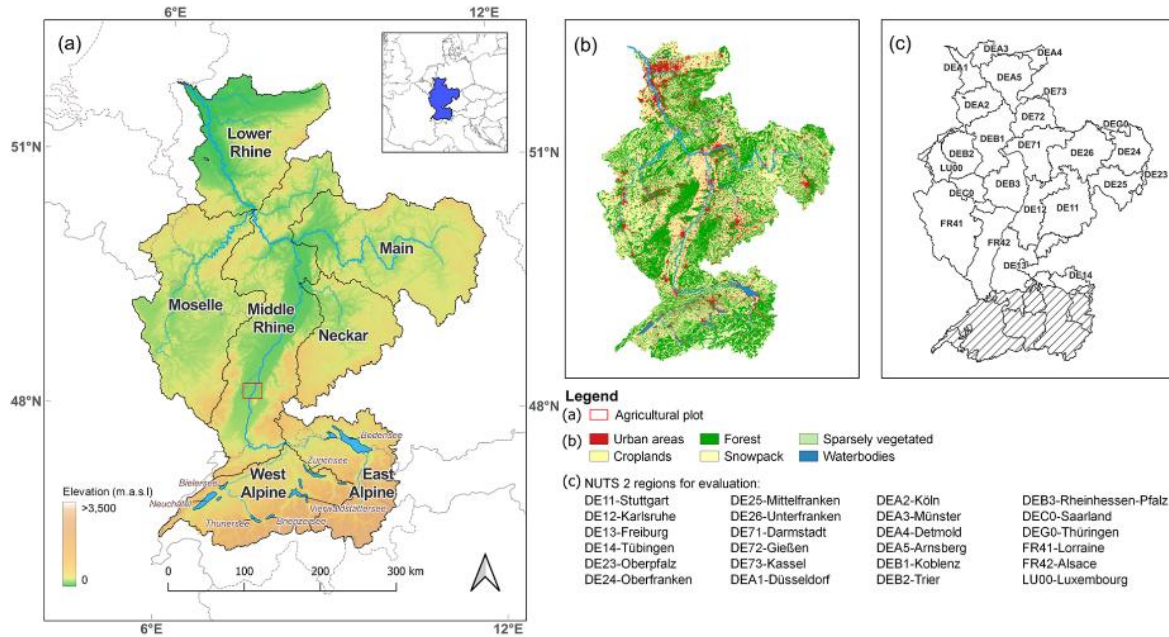 6°E
12°E
(a)
51°N
Lower
Rhine
Main
Moselle
Middle
Rhine
Neckar
48°N
Bodensee
Zürichsee
West
Alpine
East
Alpine
Bielersee
Neuchâtel
Vierwaldstättersee
Thunersee
Brienzersee
Elevation (m.a.s.l)
>3,500
0
0 100 200 300 km
6°E
12°E
(b)
51°N
48°N
(c)
DEA3
DEA4
DEA1
DEA5
DE73
DEA2
DE72
DEG0
DEB1
DE71
DEB2
DE26
DE24
LU00
DE23
DEC0
DEB3
DE25
DE12
DE11
FR41
FR42
DE13
DE14
Legend
(a) Agricultural plot
(b) Urban areas Forest Sparsely vegetated
Croplands Snowpack Waterbodies
(c) NUTS 2 regions for evaluation:
DE11-Stuttgart DE25-Mittelfranken DEA2-Köln DEB3-Rheinhessen-Pfalz
DE12-Karlsruhe DE26-Unterfranken DEA3-Münster DEC0-Saarland
DE13-Freiburg DE71-Darmstadt DEA4-Detmold DEG0-Thüringen
DE14-Tübingen DE72-Gießen DEA5-Arnsberg FR41-Lorraine
DE23-Oberpfalz DE73-Kassel DEB1-Koblenz FR42-Alsace
DE24-Oberfranken DEA1-Düsseldorf DEB2-Trier LU00-Luxembourg